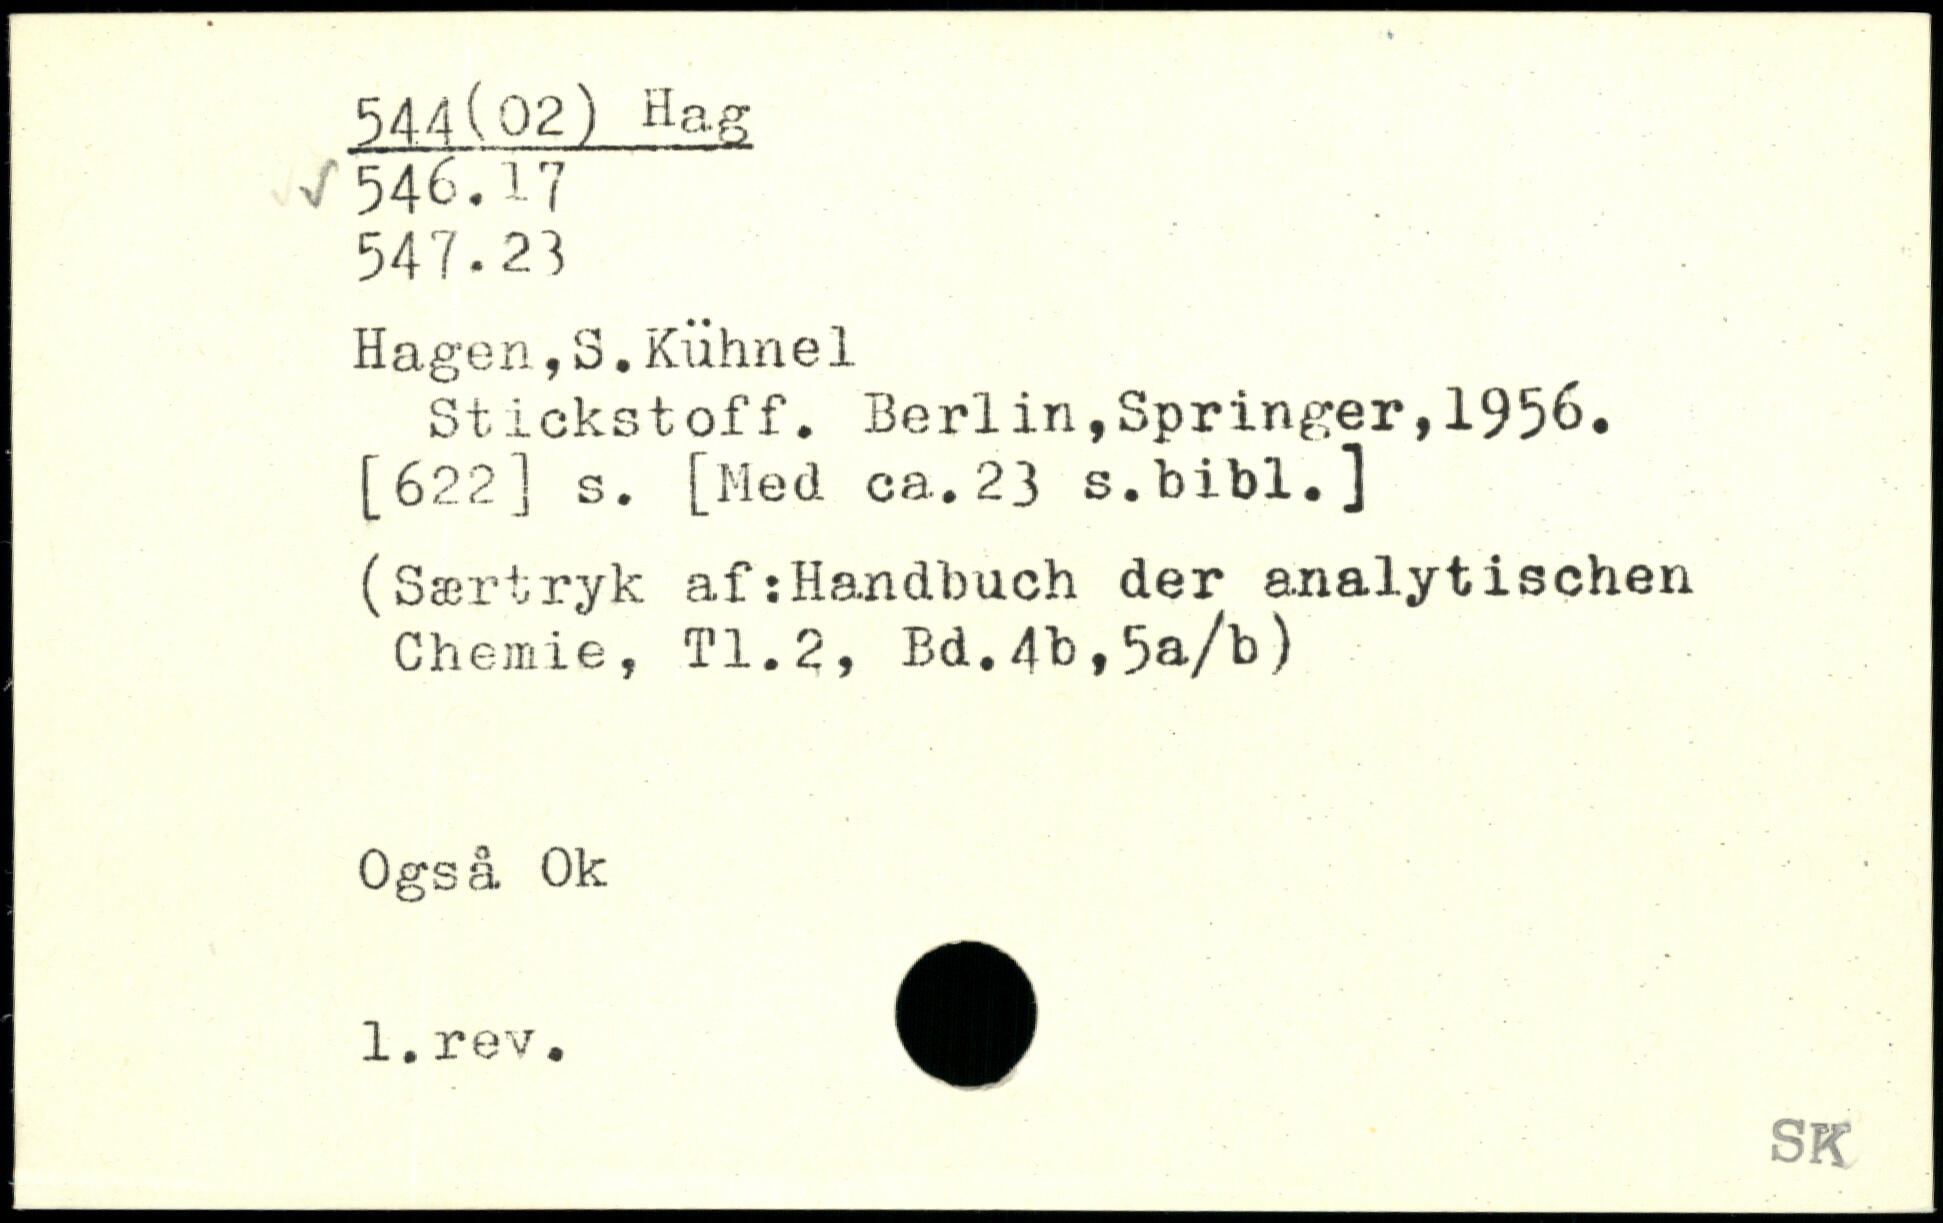 544(02) Hag
✓ 546.17
547.23
Hagen,S.Kühnel
Stickstoff. Berlin,Springer,1956.
[622] s. [Med ca.23 s.bibl.]
(Særtryk af:Handbuch der analytischen
Chemie, Tl.2, Bd.4b,5a/b)
Også Ok
1.rev.
SK